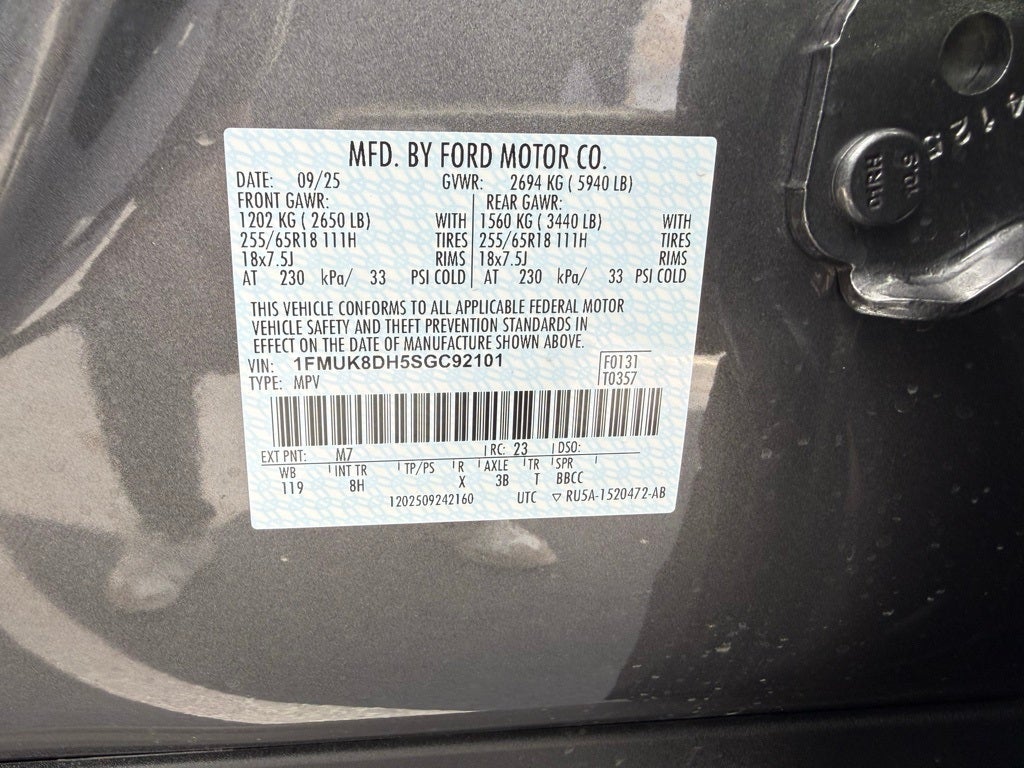 MFD. BY FORD MOTOR CO.
DATE: 09/25 GVWR: 2694 KG ( 5940 LB)
FRONT GAWR: REAR GAWR:
1202 KG ( 2650 LB) WITH 1560 KG ( 3440 LB) WITH
255/65R18 111H TIRES 255/65R18 111H TIRES
18x7.5J RIMS 18x7.5J RIMS
AT 230 kPa/ 33 PSI COLD AT 230 kPa/ 33 PSI COLD
THIS VEHICLE CONFORMS TO ALL APPLICABLE FEDERAL MOTOR
VEHICLE SAFETY AND THEFT PREVENTION STANDARDS IN
EFFECT ON THE DATE OF MANUFACTURE SHOWN ABOVE.
VIN: 1FMUK8DH5SGC92101 F0131
TYPE: MPV T0357
EXT PNT: M7 RC: 23 DSO:
WB INT TR TP/PS R AXLE TR SPR
119 8H X 3B T BBCC
1202509242160 UTC ▽ RU5A-1520472-AB
4125
01RH